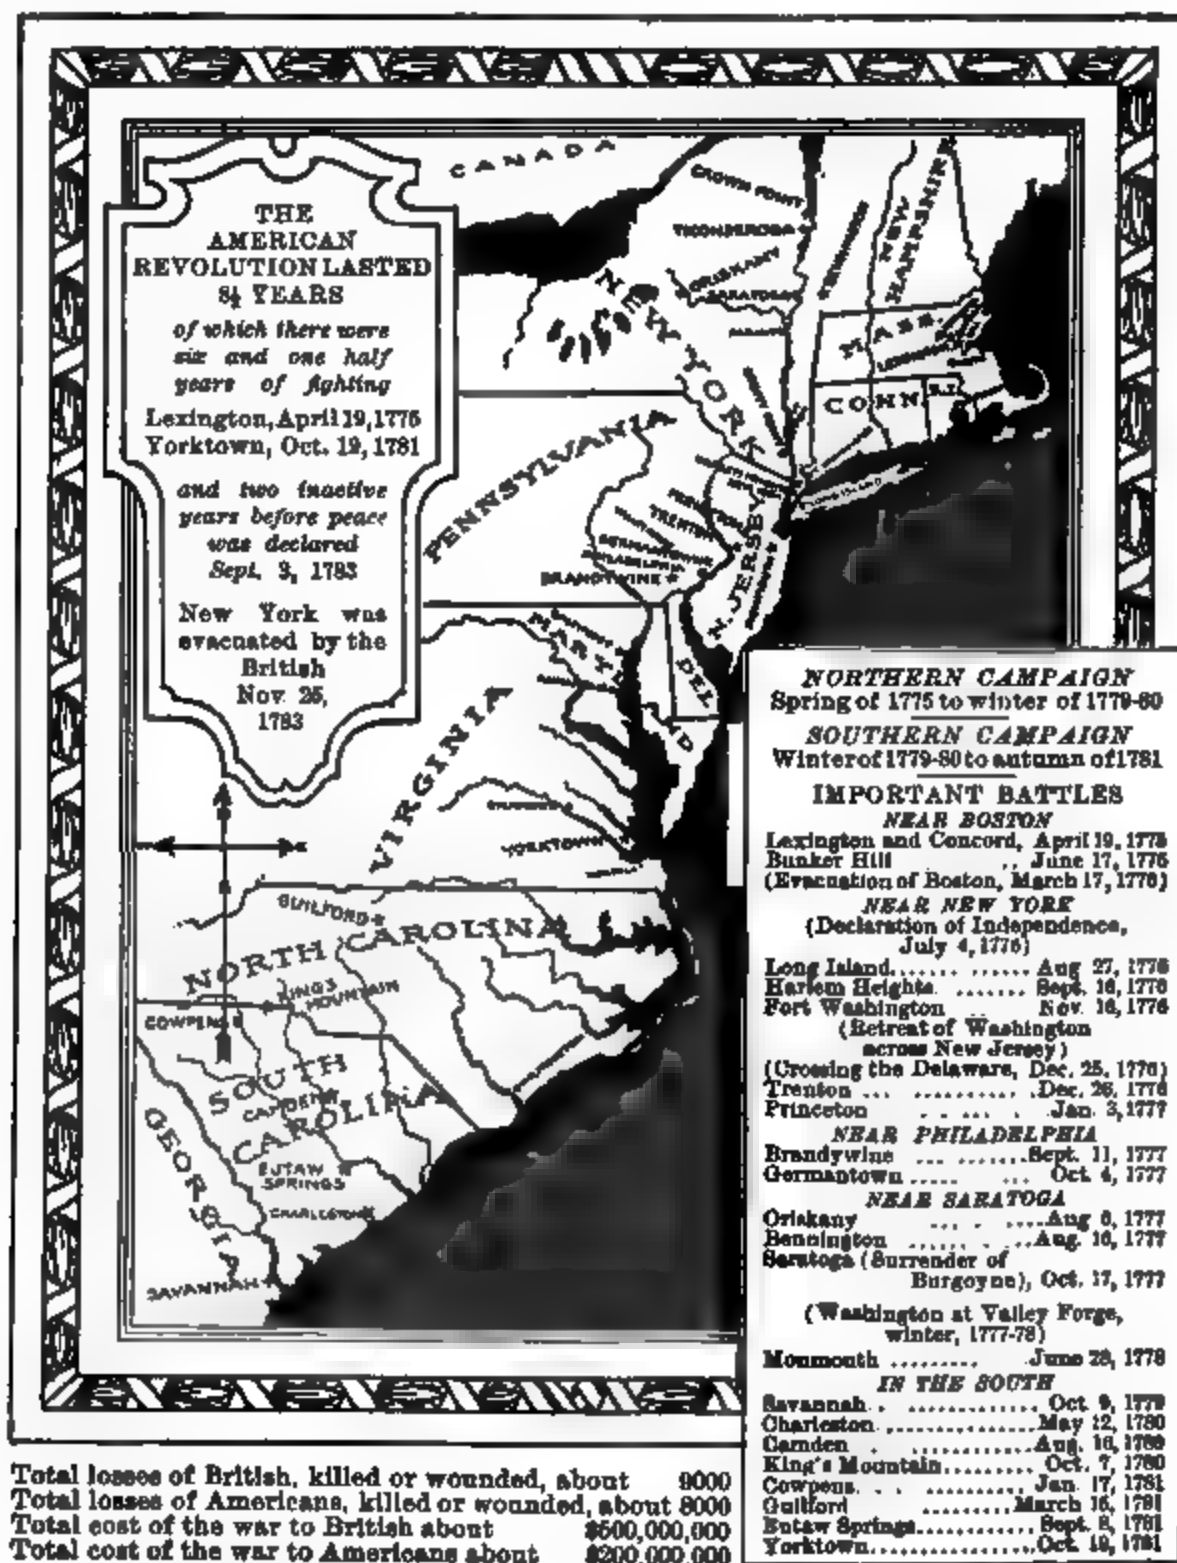 THE
AMERICAN
REVOLUTION LASTED
8½ YEARS
of which there were
six and one half
years of fighting
Lexington, April 19, 1775
Yorktown, Oct. 19, 1781
and two inactive
years before peace
was declared
Sept. 3, 1783
New York was
evacuated by the
British
Nov. 25,
1783
CANADA
CROWN POINT
TICONDEROGA
ORISKANY
SARATOGA
BENNINGTON
NEW
HAMPSHIRE
NEW YORK
MASS.
LEXINGTON
CONN.
R.I.
LONG ISLAND
PENNSYLVANIA
TRENTON
GERMANTOWN
PHILADELPHIA
BRANDYWINE
N. JERSEY
MARYL
DEL.
VIRGINIA
YORKTOWN
GUILFORD
NORTH CAROLINA
KING'S
MOUNTAIN
COWPENS
SOUTH
CAMDEN
CAROLINA
GEORGIA
EUTAW
SPRINGS
CHARLESTON
SAVANNAH
NORTHERN CAMPAIGN
Spring of 1775 to winter of 1779-80
SOUTHERN CAMPAIGN
Winter of 1779-80 to autumn of 1781
IMPORTANT BATTLES
NEAR BOSTON
Lexington and Concord, April 19, 1775
Bunker Hill .. June 17, 1775
(Evacuation of Boston, March 17, 1776)
NEAR NEW YORK
(Declaration of Independence,
July 4, 1776)
Long Island....... ...... Aug 27, 1776
Harlem Heights. ....... Sept. 16, 1776
Fort Washington .. Nov. 16, 1776
(Retreat of Washington
across New Jersey)
(Crossing the Delaware, Dec. 25, 1776)
Trenton ... .......... .Dec. 26, 1776
Princeton . . ... . Jan. 3, 1777
NEAR PHILADELPHIA
Brandywine ... .......Sept. 11, 1777
Germantown ..... ... Oct. 4, 1777
NEAR SARATOGA
Oriskany ... . ....Aug 6, 1777
Bennington ...... . ...Aug. 16, 1777
Saratoga (Surrender of
Burgoyne), Oct. 17, 1777
(Washington at Valley Forge,
winter, 1777-78)
Monmouth ........ June 28, 1778
IN THE SOUTH
Savannah . ............. Oct. 9, 1779
Charleston ...............May 12, 1780
Camden . ............Aug. 16, 1780
King's Mountain......... Oct. 7, 1780
Cowpens. . . .......... Jan. 17, 1781
Guilford .........March 15, 1781
Eutaw Springs............ Sept. 8, 1781
Yorktown.................Oct. 19, 1781
Total losses of British, killed or wounded, about 9000
Total losses of Americans, killed or wounded, about 8000
Total cost of the war to British about $500,000,000
Total cost of the war to Americans about $200,000,000